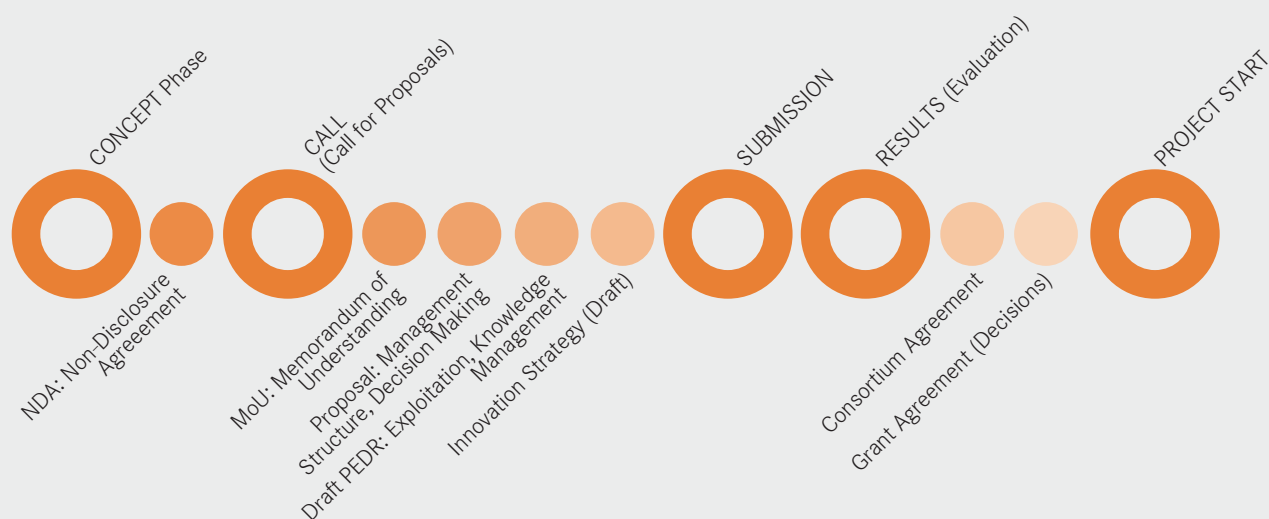 CONCEPT Phase
NDA: Non-Disclosure
Agreeement
CALL
(Call for Proposals)
MoU: Memorandum of
Understanding
Proposal: Management
Structure, Decision Making
Draft PEDR: Exploitation, Knowledge
Management
Innovation Strategy (Draft)
SUBMISSION
RESULTS (Evaluation)
Consortium Agreement
Grant Agreement (Decisions)
PROJECT START